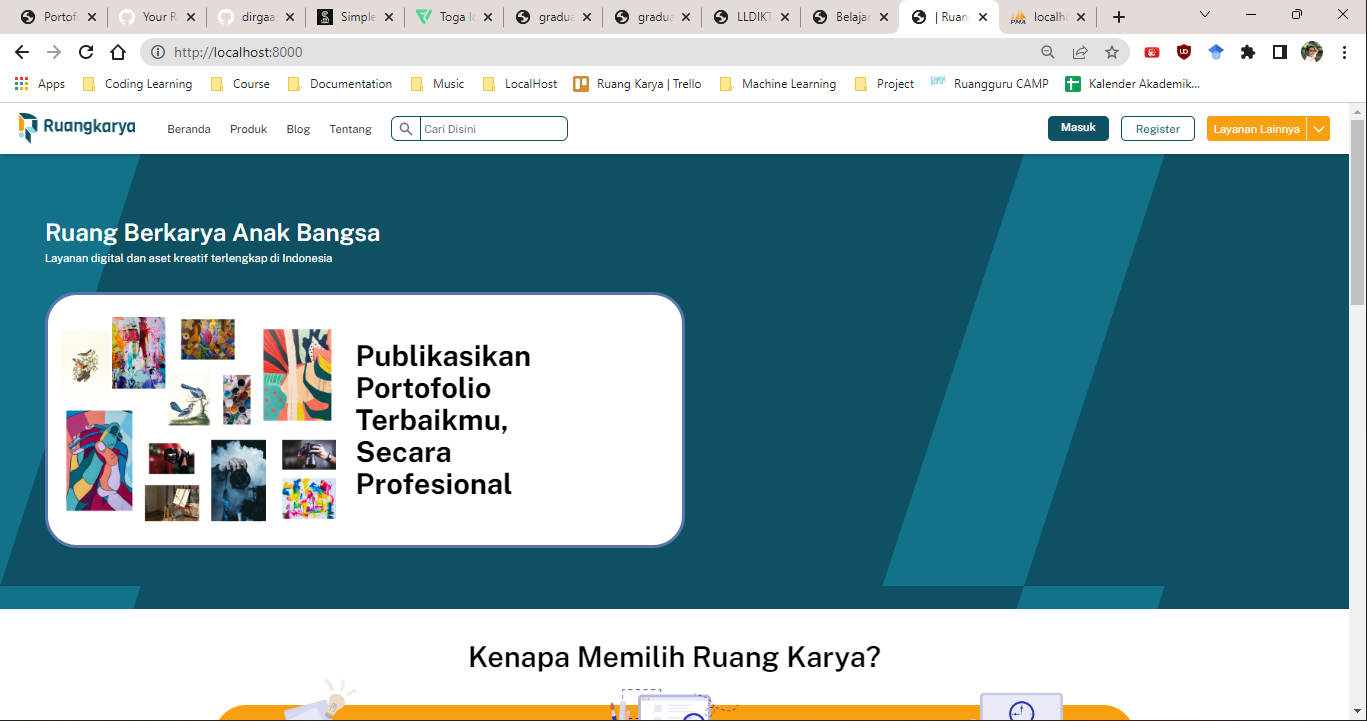 Portof
Your R
dirgaa
Simple
Toga I
gradua
gradua
LLDIKT
Belajar
| Ruan
localh
http://localhost:8000
Apps
Coding Learning
Course
Documentation
Music
LocalHost
Ruang Karya | Trello
Machine Learning
Project
Ruangguru CAMP
Kalender Akademik...
Ruangkarya
Beranda
Produk
Blog
Tentang
Cari Disini
Masuk
Register
Layanan Lainnya
Ruang Berkarya Anak Bangsa
Layanan digital dan aset kreatif terlengkap di Indonesia
Publikasikan
Portofolio
Terbaikmu,
Secara
Profesional
Kenapa Memilih Ruang Karya?